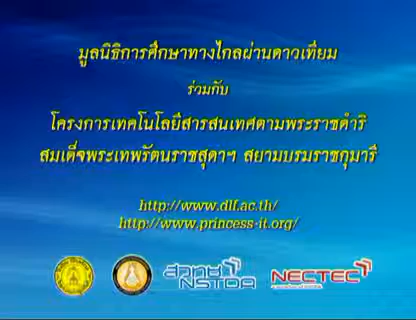 มูลนิธิการศึกษาทางไกลผ่านดาวเทียม
ร่วมกับ
โครงการเทคโนโลยีสารสนเทศตามพระราชดำริ
สมเด็จพระเทพรัตนราชสุดาฯ สยามบรมราชกุมารี
http://www.dlf.ac.th/
http://www.princess-it.org/
สวทช
NSTDA
NECTEC